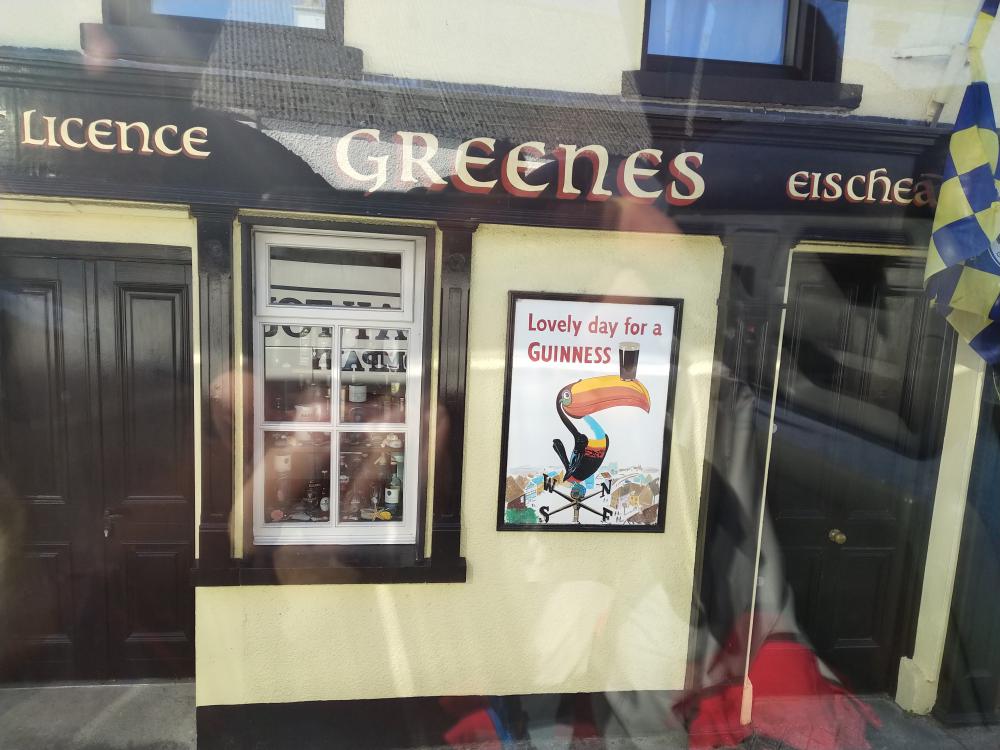 LICENCE
GREENES
EISCHEA
Lovely day for a
GUINNESS
W N
S E